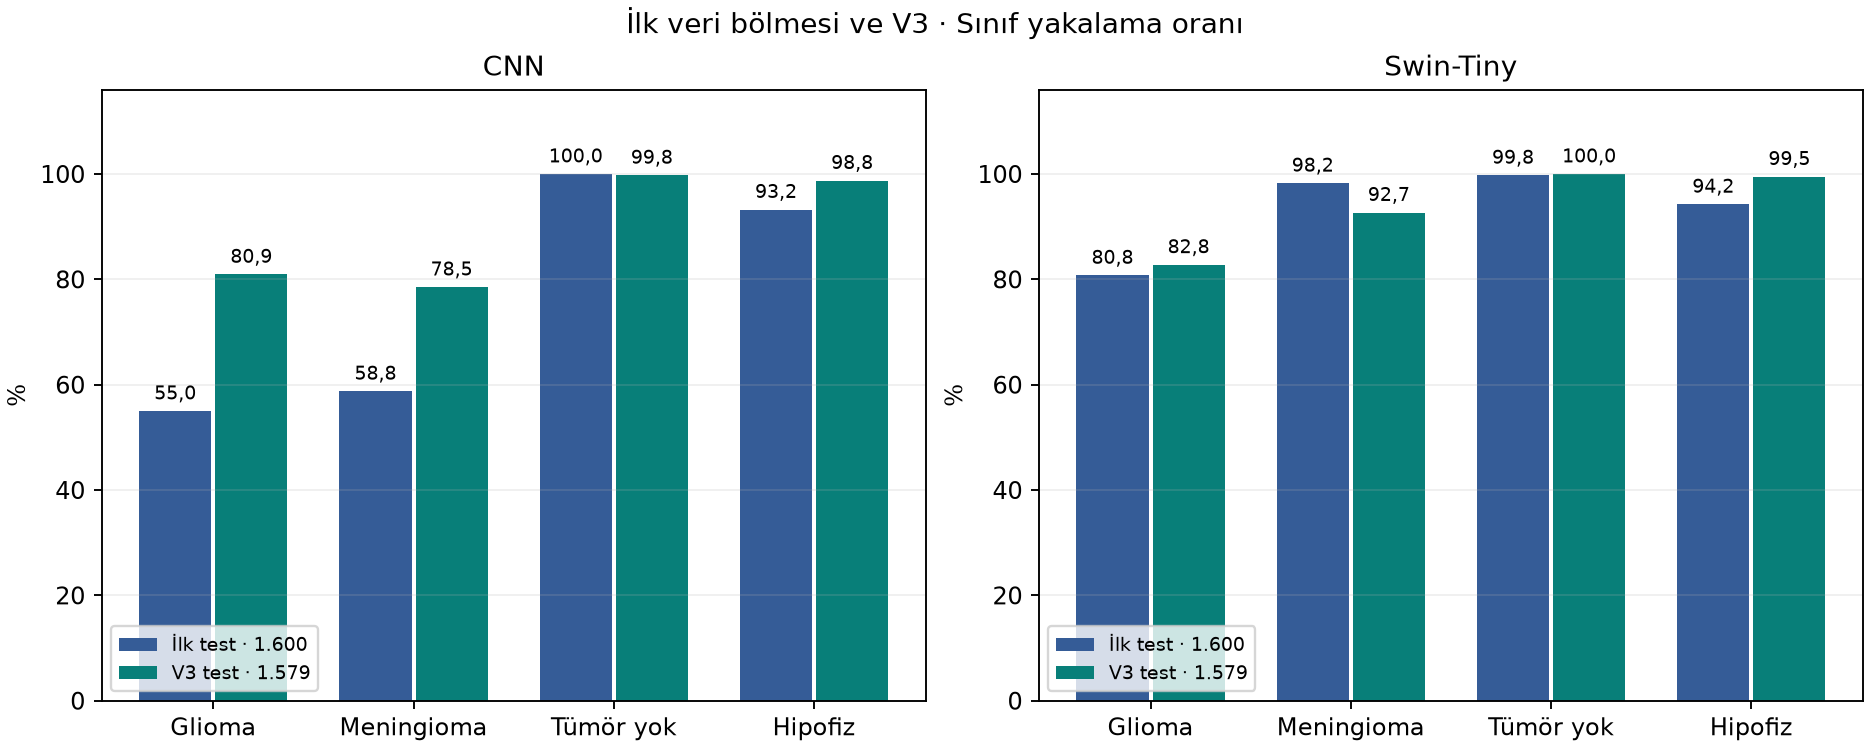 İlk veri bölmesi ve V3 · Sınıf yakalama oranı
CNN
%
100
80
60
40
20
0
55,0
80,9
58,8
78,5
100,0
99,8
93,2
98,8
İlk test · 1.600
V3 test · 1.579
Glioma
Meningioma
Tümör yok
Hipofiz
Swin-Tiny
%
100
80
60
40
20
0
80,8
82,8
98,2
92,7
99,8
100,0
94,2
99,5
İlk test · 1.600
V3 test · 1.579
Glioma
Meningioma
Tümör yok
Hipofiz